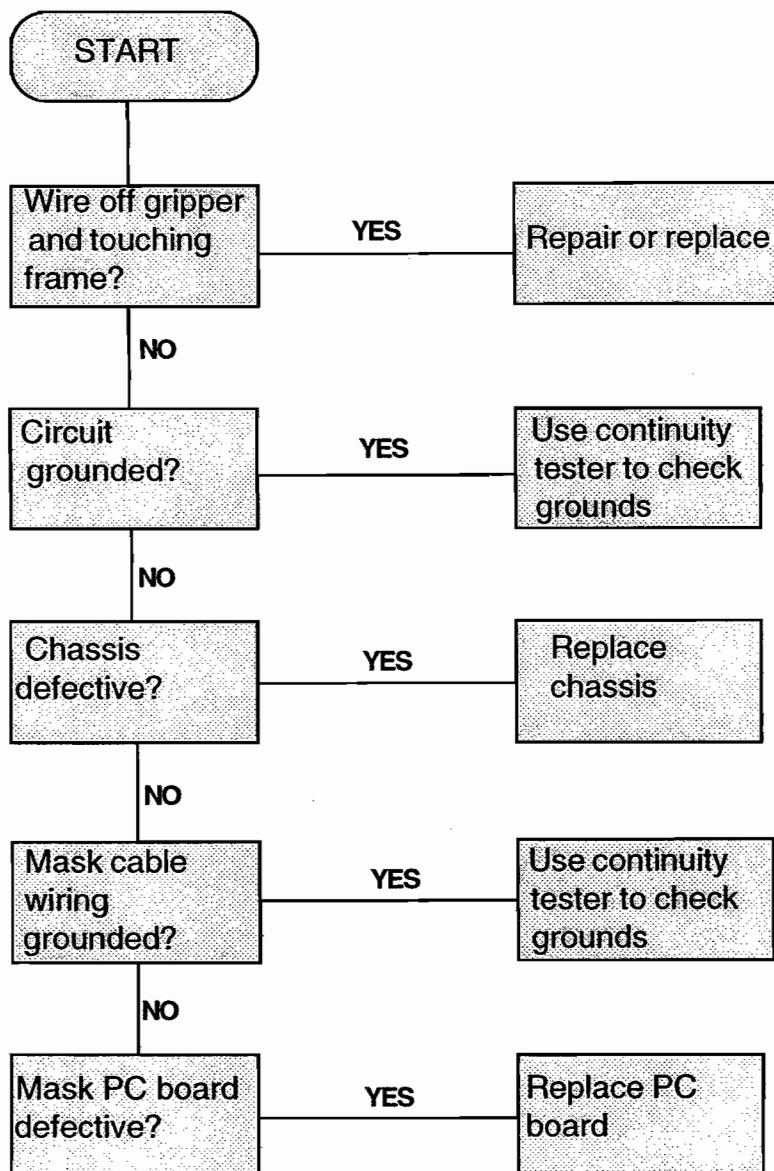 START
Wire off gripper
and touching
frame?
YES
Repair or replace
NO
Circuit
grounded?
YES
Use continuity
tester to check
grounds
NO
Chassis
defective?
YES
Replace
chassis
NO
Mask cable
wiring
grounded?
YES
Use continuity
tester to check
grounds
NO
Mask PC board
defective?
YES
Replace PC
board